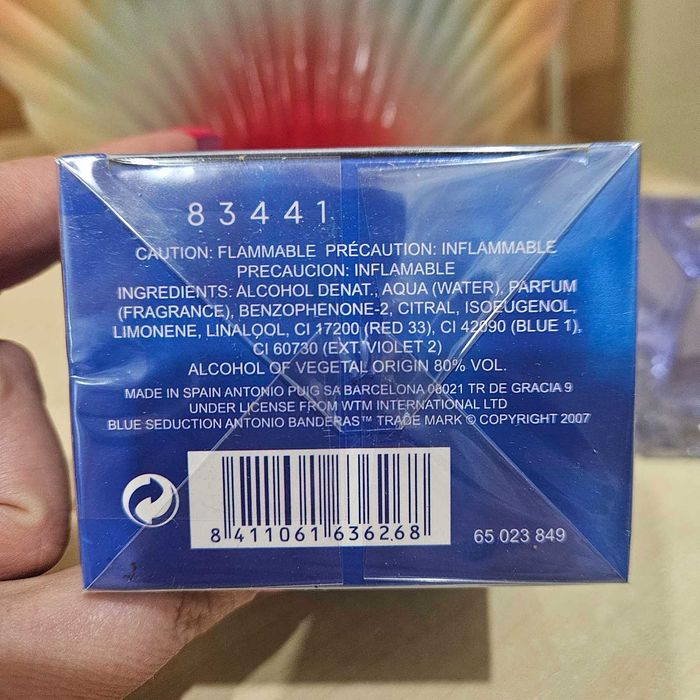 83441
CAUTION: FLAMMABLE PRÉCAUTION: INFLAMMABLE
PRECAUCION: INFLAMABLE
INGREDIENTS: ALCOHOL DENAT., AQUA (WATER), PARFUM
(FRAGRANCE), BENZOPHENONE-2, CITRAL, ISOEUGENOL,
LIMONENE, LINALOOL, CI 17200 (RED 33), CI 42090 (BLUE 1),
CI 60730 (EXT VIOLET 2)
ALCOHOL OF VEGETAL ORIGIN 80% VOL.
MADE IN SPAIN ANTONIO PUIG SA BARCELONA 08021 TR DE GRACIA 9
UNDER LICENSE FROM WTM INTERNATIONAL LTD
BLUE SEDUCTION ANTONIO BANDERAS™ TRADE MARK © COPYRIGHT 2007
8 411061 636268
65 023 849